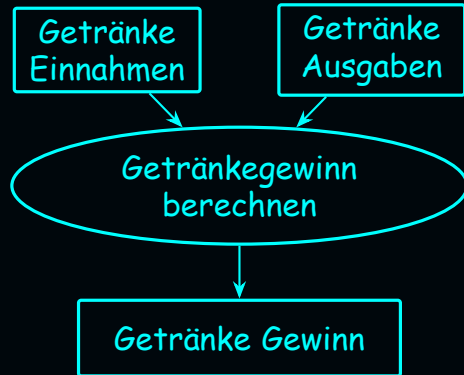 Getränke
Einnahmen
Getränke
Ausgaben
Getränkegewinn
berechnen
Getränke Gewinn